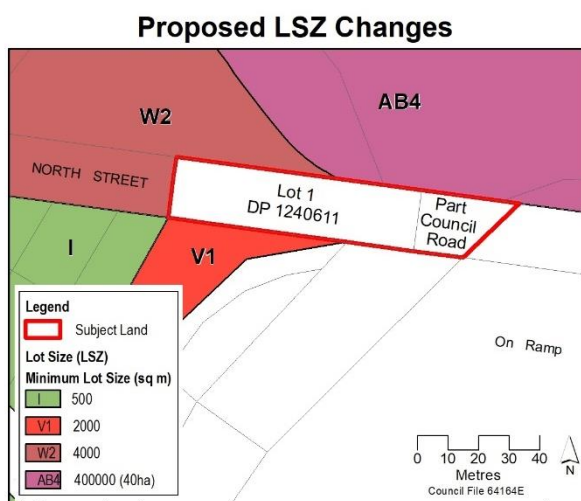 Proposed LSZ Changes
AB4
W2
NORTH STREET
Lot 1
DP 1240611
Part
Council
Road
I
V1
On Ramp
Legend
Subject Land
Lot Size (LSZ)
Minimum Lot Size (sq m)
I 500
V1 2000
W2 4000
AB4 400000 (40ha)
0 10 20 30 40
Metres
N
Council File 64164E